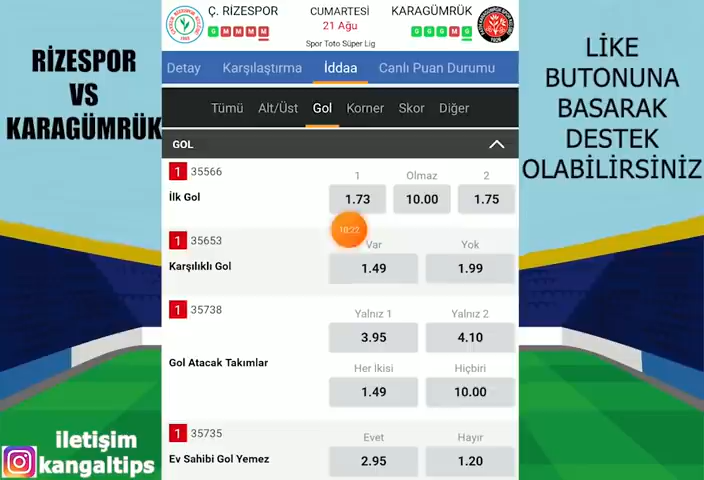 RİZESPOR
VS
KARAGÜMRÜK
Ç. RİZESPOR
G M M M M
CUMARTESİ
21 Ağu
Spor Toto Süper Lig
KARAGÜMRÜK
G G G M G
Detay Karşılaştırma İddaa Canlı Puan Durumu
Tümü Alt/Üst Gol Korner Skor Diğer
GOL
1 35566
İlk Gol
1 Olmaz 2
1.73 10.00 1.75
10:22
1 35653
Karşılıklı Gol
Var Yok
1.49 1.99
1 35738
Gol Atacak Takımlar
Yalnız 1 Yalnız 2
3.95 4.10
Her İkisi Hiçbiri
1.49 10.00
1 35735
Ev Sahibi Gol Yemez
Evet Hayır
2.95 1.20
LİKE
BUTONUNA
BASARAK
DESTEK
OLABİLİRSİNİZ
iletişim
kangaltips